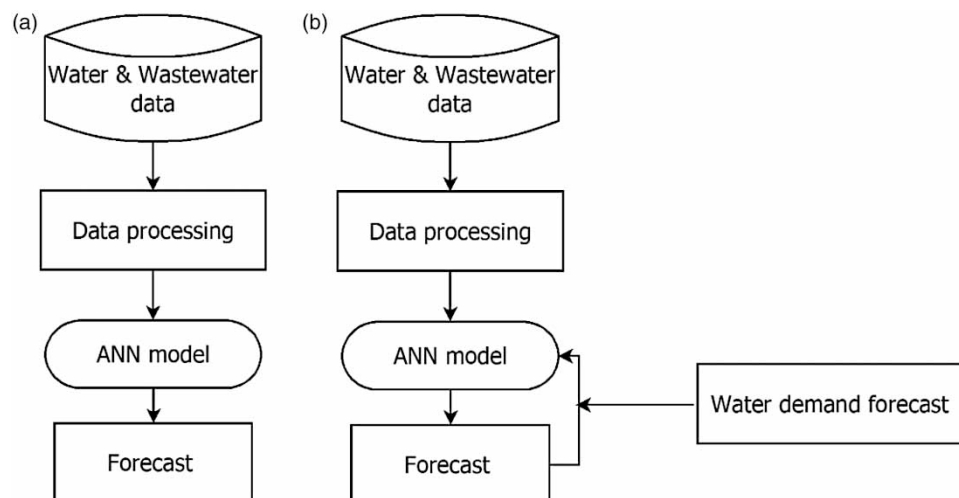 (a)
Water & Wastewater
data
Data processing
ANN model
Forecast
(b)
Water & Wastewater
data
Data processing
ANN model
Forecast
Water demand forecast